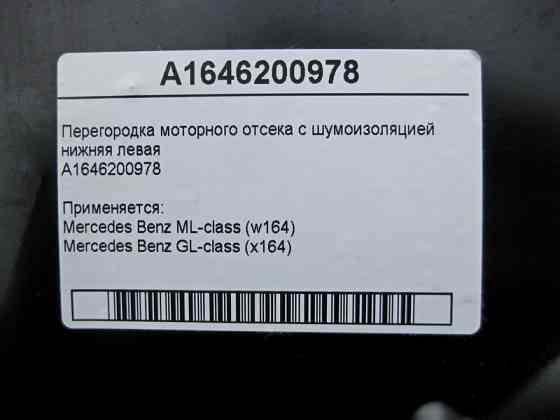 A1646200978
Перегородка моторного отсека с шумоизоляцией
нижняя левая
A1646200978
Применяется:
Mercedes Benz ML-class (w164)
Mercedes Benz GL-class (x164)